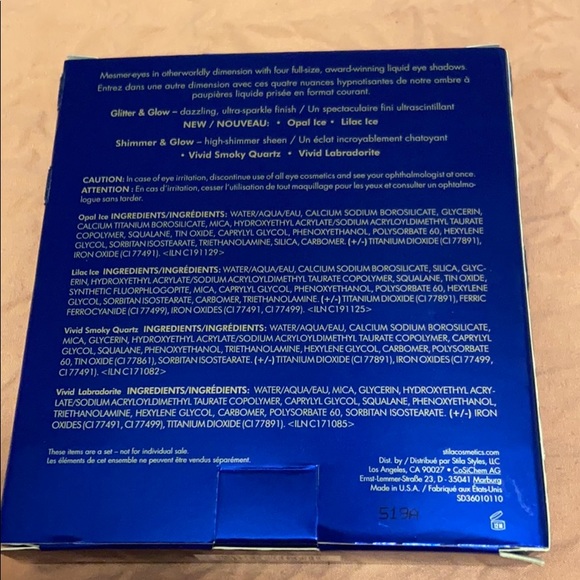 Mesmer-eyes in otherworldly dimension with four full-size, award-winning liquid eye shadows.
Entrez dans une autre dimension avec ces quatre nuances hypnotisantes de notre ombre à
paupières liquide prisée en format courant.
Glitter & Glow – dazzling, ultra-sparkle finish / Un spectaculaire fini ultrascintillant
NEW / NOUVEAU: • Opal Ice • Lilac Ice
Shimmer & Glow – high-shimmer sheen / Un éclat incroyablement chatoyant
• Vivid Smoky Quartz • Vivid Labradorite
CAUTION: In case of eye irritation, discontinue use of all eye cosmetics and see your ophthalmologist at once.
ATTENTION : En cas d'irritation, cesser l'utilisation de tout maquillage pour les yeux et consulter un ophtalmo-
logue sans tarder.
Opal Ice INGREDIENTS/INGRÉDIENTS: WATER/AQUA/EAU, CALCIUM SODIUM BOROSILICATE, GLYCERIN,
CALCIUM TITANIUM BOROSILICATE, MICA, HYDROXYETHYL ACRYLATE/SODIUM ACRYLOYLDIMETHYL TAURATE
COPOLYMER, SQUALANE, TIN OXIDE, CAPRYLYL GLYCOL, PHENOXYETHANOL, POLYSORBATE 60, HEXYLENE
GLYCOL, SORBITAN ISOSTEARATE, TRIETHANOLAMINE, SILICA, CARBOMER. (+/-) TITANIUM DIOXIDE (CI 77891),
IRON OXIDE (CI 77491). <ILN C191129>
Lilac Ice INGREDIENTS/INGRÉDIENTS: WATER/AQUA/EAU, CALCIUM SODIUM BOROSILICATE, SILICA, GLYC-
ERIN, HYDROXYETHYL ACRYLATE/SODIUM ACRYLOYLDIMETHYL TAURATE COPOLYMER, SQUALANE, TIN OXIDE,
SYNTHETIC FLUORPHLOGOPITE, MICA, CAPRYLYL GLYCOL, PHENOXYETHANOL, POLYSORBATE 60, HEXYLENE
GLYCOL, SORBITAN ISOSTEARATE, CARBOMER, TRIETHANOLAMINE. (+/-) TITANIUM DIOXIDE (CI 77891), FERRIC
FERROCYANIDE (CI 77510), IRON OXIDES (CI 77491, CI 77499). <ILN C191125>
Vivid Smoky Quartz INGREDIENTS/INGRÉDIENTS: WATER/AQUA/EAU, CALCIUM SODIUM BOROSILICATE,
MICA, GLYCERIN, HYDROXYETHYL ACRYLATE/SODIUM ACRYLOYLDIMETHYL TAURATE COPOLYMER, CAPRYLYL
GLYCOL, SQUALANE, PHENOXYETHANOL, TRIETHANOLAMINE, HEXYLENE GLYCOL, CARBOMER, POLYSORBATE
60, TIN OXIDE (CI 77861), SORBITAN ISOSTEARATE. (+/-) TITANIUM DIOXIDE (CI 77891), IRON OXIDES (CI 77499,
CI 77491). <ILN C171082>
Vivid Labradorite INGREDIENTS/INGRÉDIENTS: WATER/AQUA/EAU, MICA, GLYCERIN, HYDROXYETHYL ACRY-
LATE/SODIUM ACRYLOYLDIMETHYL TAURATE COPOLYMER, CAPRYLYL GLYCOL, SQUALANE, PHENOXYETHANOL,
TRIETHANOLAMINE, HEXYLENE GLYCOL, CARBOMER, POLYSORBATE 60, SORBITAN ISOSTEARATE. (+/-) IRON
OXIDES (CI 77491, CI 77499), TITANIUM DIOXIDE (CI 77891). <ILN C171085>
These items are a set – not for individual sale.
Les éléments de cet ensemble ne peuvent être vendus séparément.
stilacosmetics.com
Dist. by / Distribué par Stila Styles, LLC
Los Angeles, CA 90027 • CoSiChem AG
Ernst-Lemmer-Straße 23, D - 35041 Marburg
Made in U.S.A. / Fabriqué aux États-Unis
SD36010110
519A
12 M